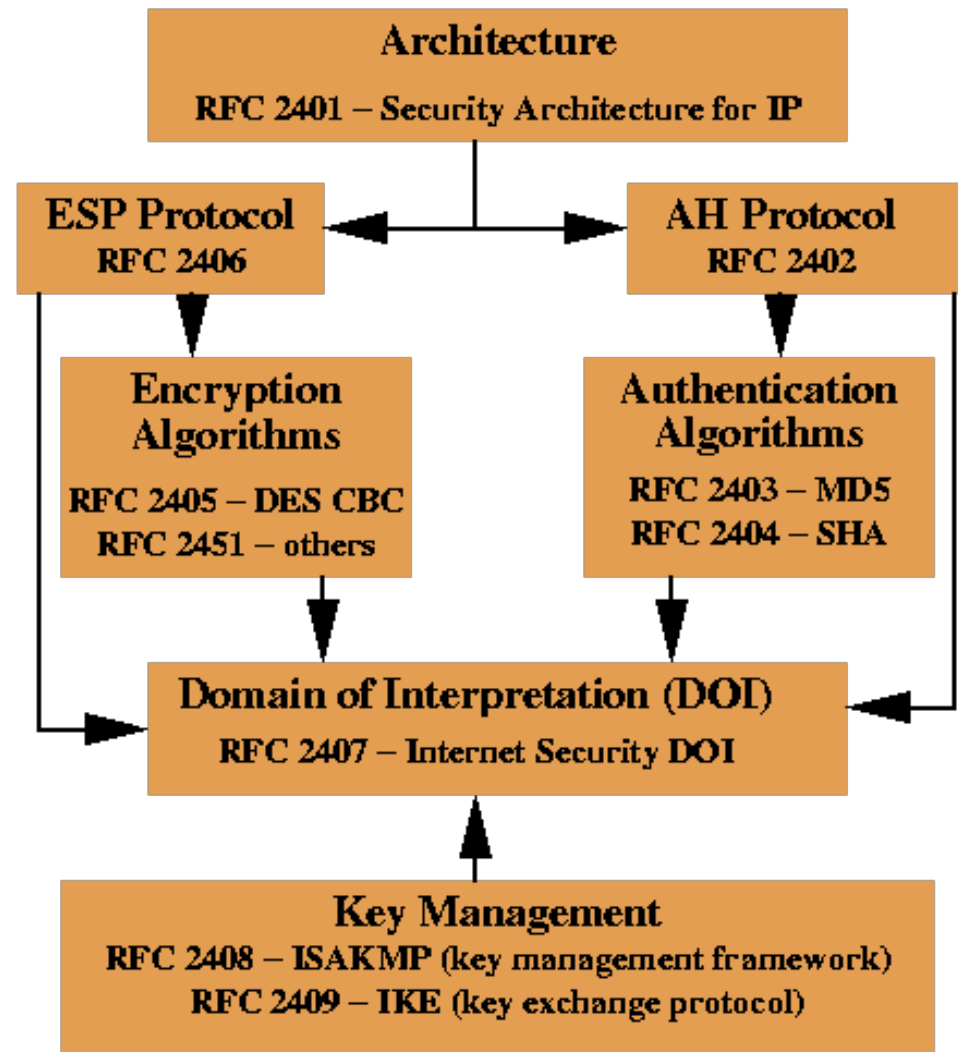 Architecture
RFC 2401 – Security Architecture for IP
ESP Protocol
RFC 2406
AH Protocol
RFC 2402
Encryption
Algorithms
RFC 2405 – DES CBC
RFC 2451 – others
Authentication
Algorithms
RFC 2403 – MD5
RFC 2404 – SHA
Domain of Interpretation (DOI)
RFC 2407 – Internet Security DOI
Key Management
RFC 2408 – ISAKMP (key management framework)
RFC 2409 – IKE (key exchange protocol)